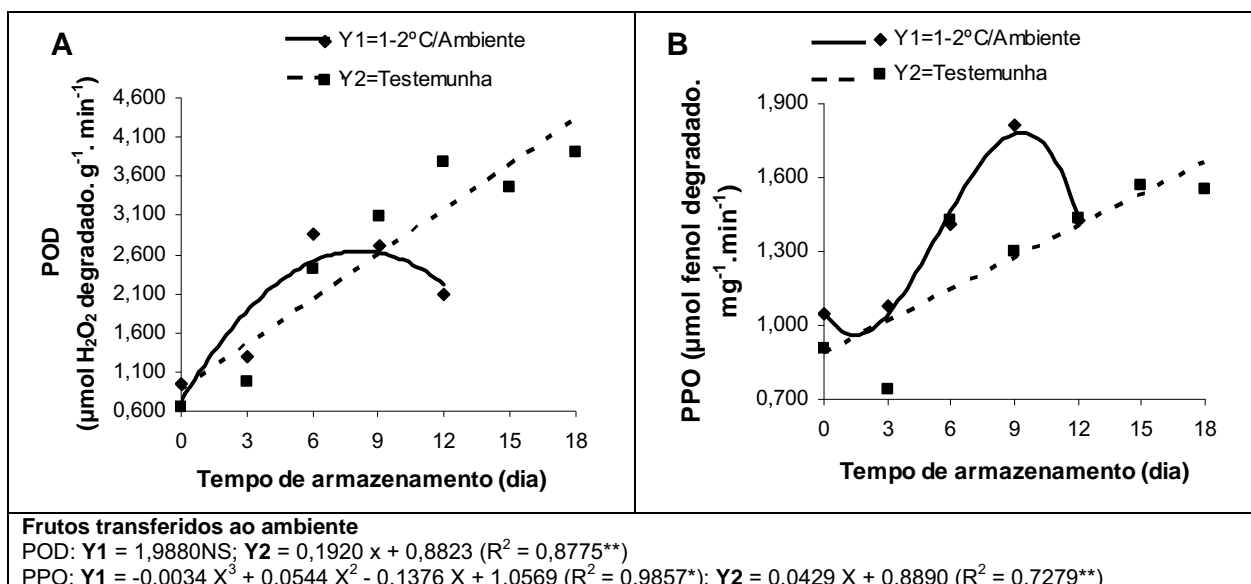 A
Y1=1-2ºC/Ambiente
Y2=Testemunha
POD
(µmol H₂O₂ degradado. g⁻¹. min⁻¹)
4,600
4,100
3,600
3,100
2,600
2,100
1,600
1,100
0,600
0 3 6 9 12 15 18
Tempo de armazenamento (dia)
B
Y1=1-2ºC/Ambiente
Y2=Testemunha
PPO (µmol fenol degradado.
mg⁻¹.min⁻¹)
1,900
1,600
1,300
1,000
0,700
0 3 6 9 12 15 18
Tempo de armazenamento (dia)
Frutos transferidos ao ambiente
POD: Y1 = 1,9880NS; Y2 = 0,1920 x + 0,8823 (R² = 0,8775**)
PPO: Y1 = -0,0034 X³ + 0,0544 X² - 0,1376 X + 1,0569 (R² = 0,9857*); Y2 = 0,0429 X + 0,8890 (R² = 0,7279**)